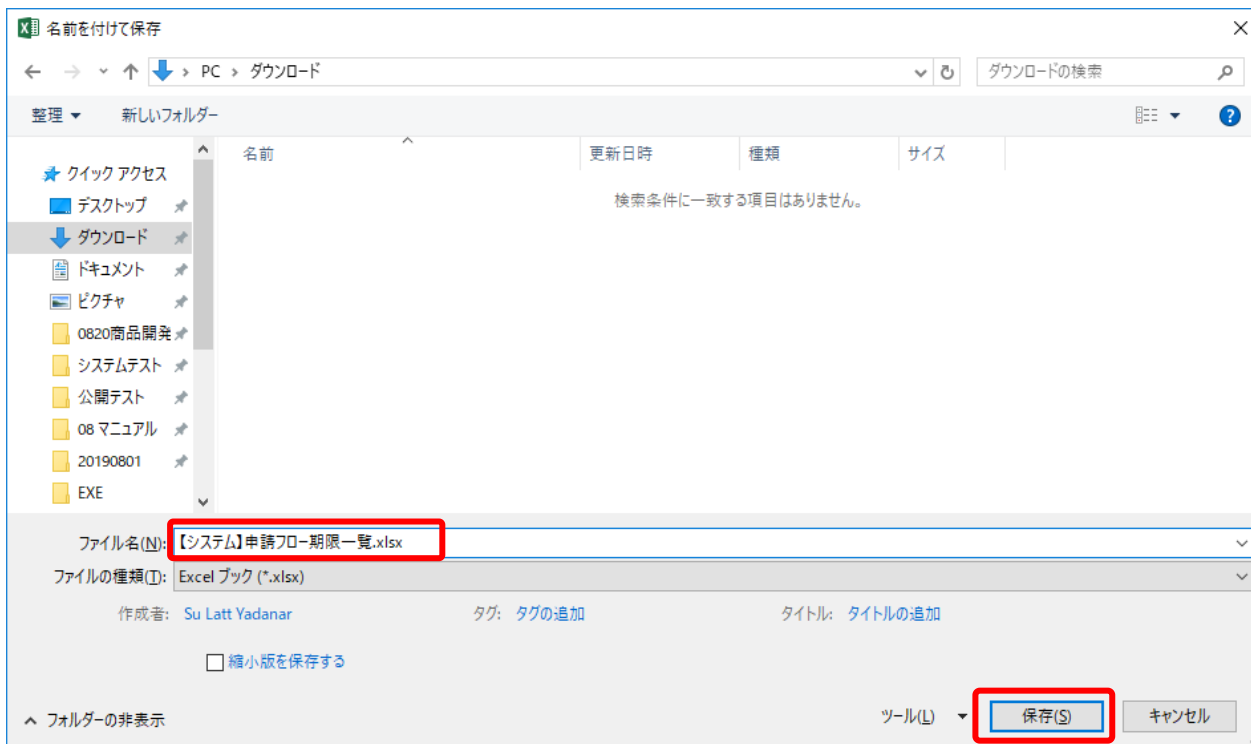 名前を付けて保存
PC > ダウンロード
ダウンロードの検索
整理
新しいフォルダー
名前 更新日時 種類 サイズ
検索条件に一致する項目はありません。
クイック アクセス
デスクトップ
ダウンロード
ドキュメント
ピクチャ
0820商品開発
システムテスト
公開テスト
08 マニュアル
20190801
EXE
ファイル名(N): 【システム】申請フロー期限一覧.xlsx
ファイルの種類(T): Excel ブック (*.xlsx)
作成者: Su Latt Yadanar タグ: タグの追加 タイトル: タイトルの追加
縮小版を保存する
フォルダーの非表示
ツール(L) 保存(S) キャンセル